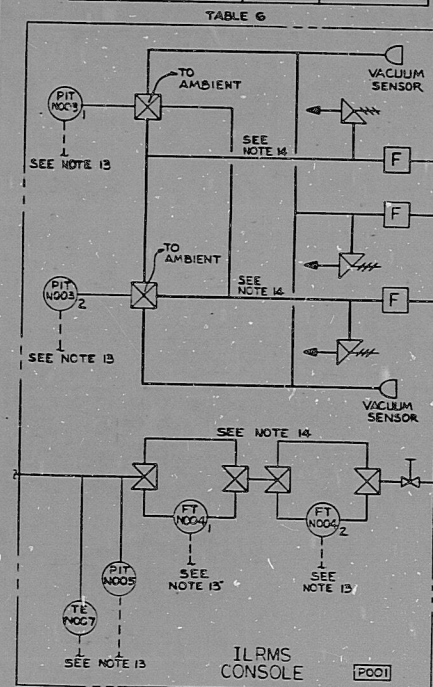 TABLE 6
VACUUM
SENSOR
TO
AMBIENT
PIT
N003
1
SEE
NOTE 14
SEE NOTE 13
F
F
TO
AMBIENT
PIT
N003
2
SEE
NOTE 14
F
SEE NOTE 13
VACUUM
SENSOR
SEE NOTE 14
FT
N004
1
FT
N004
2
PIT
N005
SEE
NOTE 13
SEE
NOTE 13
TE
N007
SEE NOTE 13
ILRMS
CONSOLE
P001